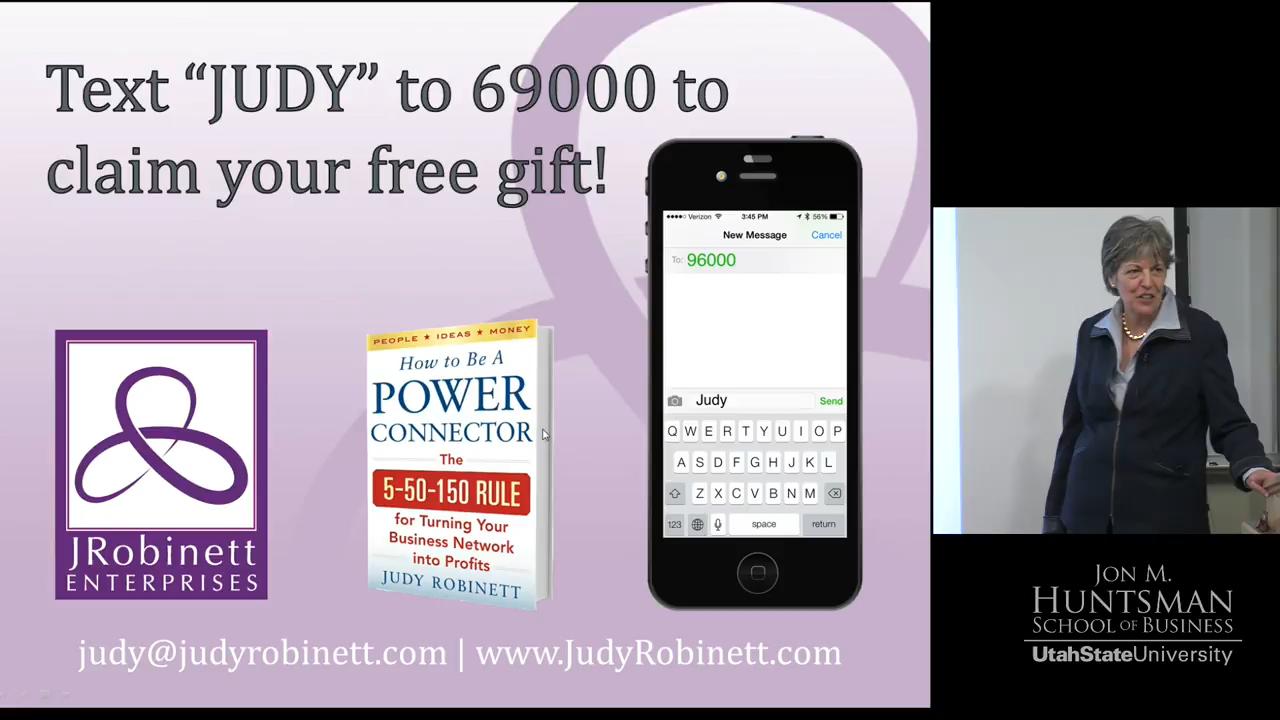 Text “JUDY” to 69000 to
claim your free gift!
Verizon
3:45 PM
56%
New Message
Cancel
To: 96000
Judy
Send
Q W E R T Y U I O P
A S D F G H J K L
Z X C V B N M
123
space
return
JRobinett
ENTERPRISES
PEOPLE ★ IDEAS ★ MONEY
How to Be A
POWER
CONNECTOR
The
5-50-150 RULE
for Turning Your
Business Network
into Profits
JUDY ROBINETT
judy@judyrobinett.com | www.JudyRobinett.com
JON M.
HUNTSMAN
SCHOOL OF BUSINESS
UtahStateUniversity